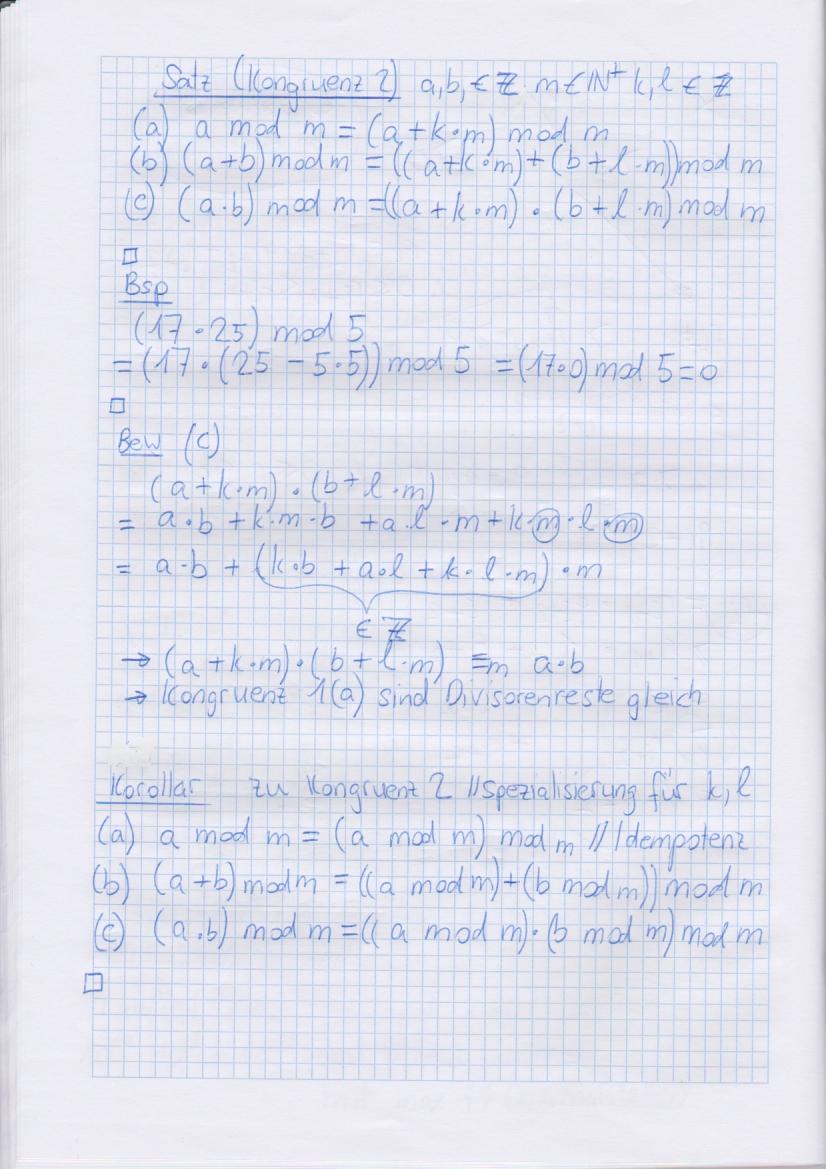 Satz (Kongruenz 2) a,b, ∈ ℤ m ∈ ℕ⁺ k, l ∈ ℤ
(a) a mod m = (a + k·m) mod m
(b) (a+b) mod m = ((a+k·m)+(b+l·m)) mod m
(c) (a·b) mod m = ((a+k·m) · (b+l·m) mod m
□
Bsp
(17·25) mod 5
= (17·(25 − 5·5)) mod 5 = (17·0) mod 5 = 0
□
Bew (c)
(a+k·m) · (b+l·m)
= a·b + k·m·b + a·l·m + k·m·l·m
= a·b + (k·b + a·l + k·l·m) · m
∈ ℤ
→ (a+k·m)·(b+l·m) ≡m a·b
→ Kongruenz 1(a) sind Divisorenreste gleich
Korollar zu Kongruenz 2 //Spezialisierung für k, l
(a) a mod m = (a mod m) mod m // Idempotenz
(b) (a+b) mod m = ((a mod m)+(b mod m)) mod m
(c) (a·b) mod m = (( a mod m)·(b mod m) mod m
□